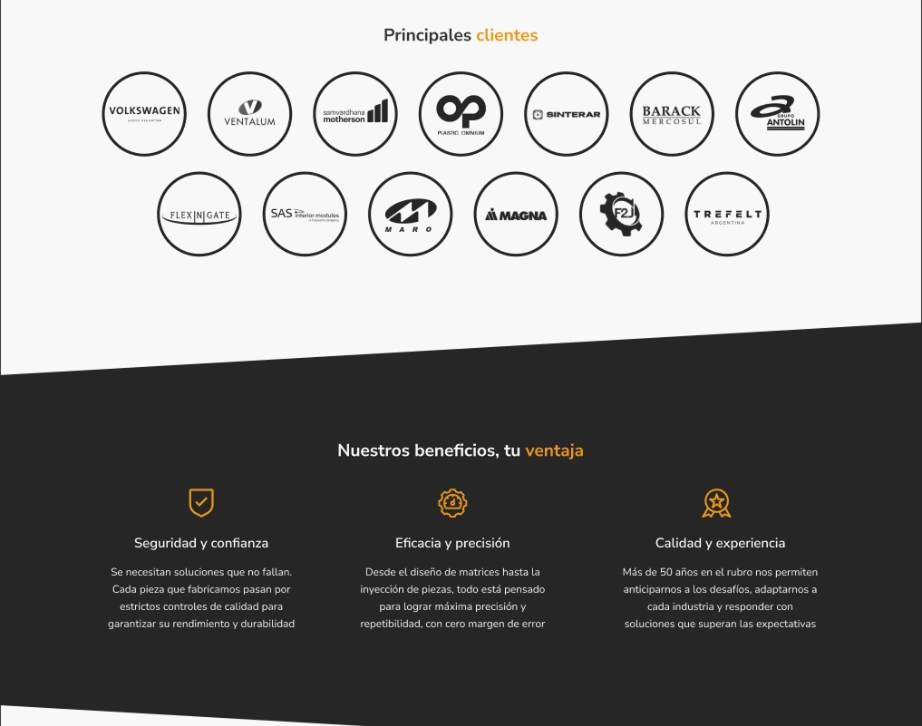 Principales clientes
VOLKSWAGEN
VENTALUM
samvardhana
motherson
PLASTIC OMNIUM
SINTERAR
BARACK
MERCOSUL
GRUPO
ANTOLIN
FLEX|N|GATE
SAS interior modules
MARO
MAGNA
F2J
TREFELT
ARGENTINA
Nuestros beneficios, tu ventaja
Seguridad y confianza
Se necesitan soluciones que no fallan.
Cada pieza que fabricamos pasan por
estrictos controles de calidad para
garantizar su rendimiento y durabilidad
Eficacia y precisión
Desde el diseño de matrices hasta la
inyección de piezas, todo está pensado
para lograr máxima precisión y
repetibilidad, con cero margen de error
Calidad y experiencia
Más de 50 años en el rubro nos permiten
anticiparnos a los desafíos, adaptarnos a
cada industria y responder con
soluciones que superan las expectativas